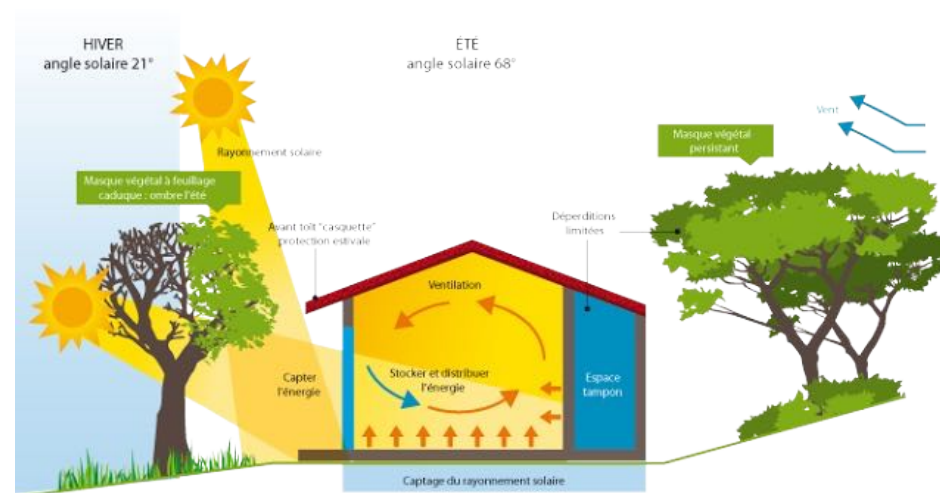 HIVER
angle solaire 21°
ÉTÉ
angle solaire 68°
Vent
Masque végétal
persistant
Rayonnement solaire
Masque végétal à feuillage
caduque : ombre l'été
Avant toît "casquette"
protection estivale
Déperditions
limitées
Ventilation
Capter
l'énergie
Stocker et distribuer
l'énergie
Espace
tampon
Captage du rayonnement solaire